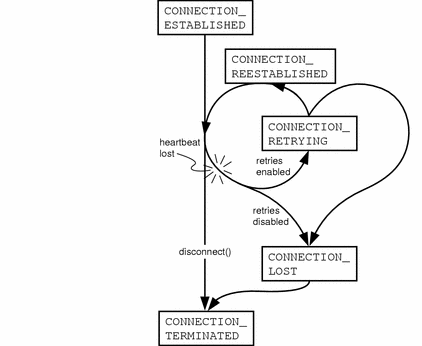 CONNECTION_
ESTABLISHED
CONNECTION_
REESTABLISHED
CONNECTION_
RETRYING
heartbeat
lost
retries
enabled
retries
disabled
disconnect()
CONNECTION_
LOST
CONNECTION_
TERMINATED